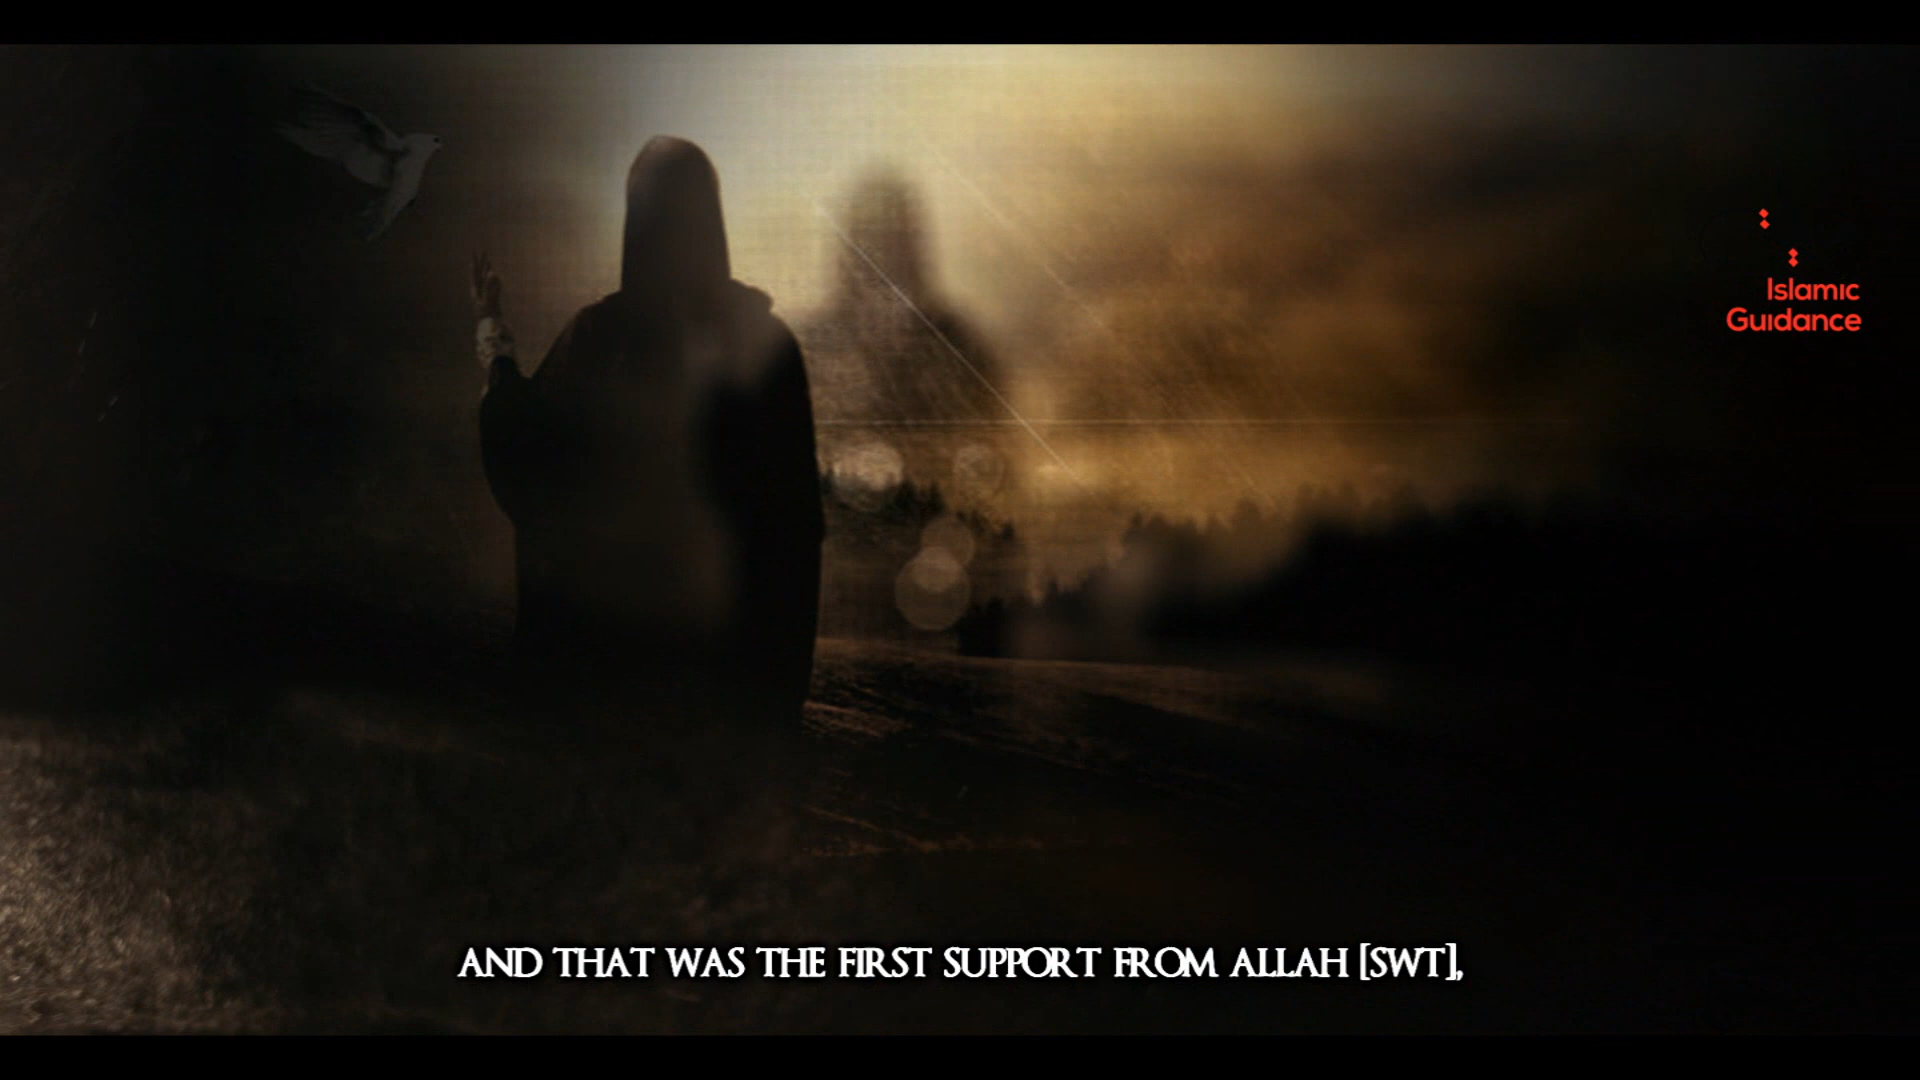 Islamic
Guidance
AND THAT WAS THE FIRST SUPPORT FROM ALLAH [SWT],